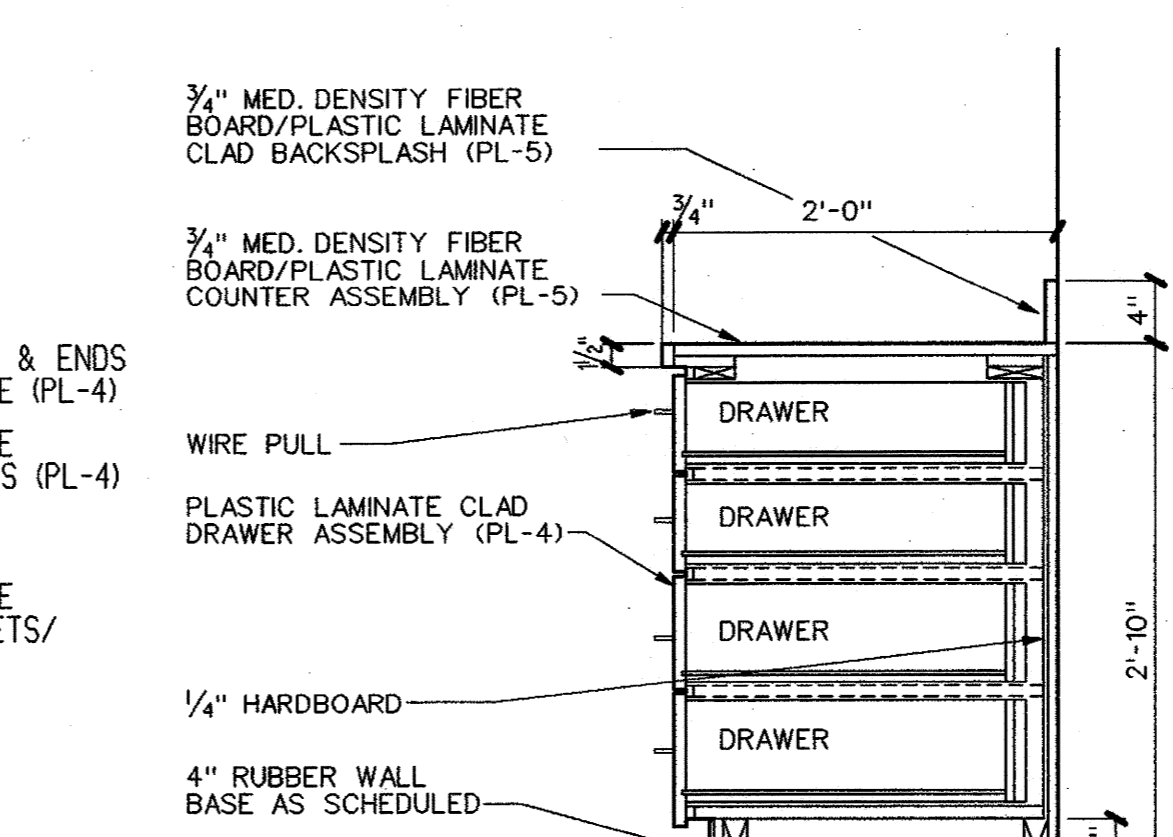 3/4" MED. DENSITY FIBER
BOARD/PLASTIC LAMINATE
CLAD BACKSPLASH (PL-5)
3/4"
2'-0"
3/4" MED. DENSITY FIBER
BOARD/PLASTIC LAMINATE
COUNTER ASSEMBLY (PL-5)
4"
1 1/2"
& ENDS
E (PL-4)
DRAWER
WIRE PULL
E
S (PL-4)
PLASTIC LAMINATE CLAD
DRAWER ASSEMBLY (PL-4)
DRAWER
E
ETS/
DRAWER
2'-10"
1/4" HARDBOARD
DRAWER
4" RUBBER WALL
BASE AS SCHEDULED
"